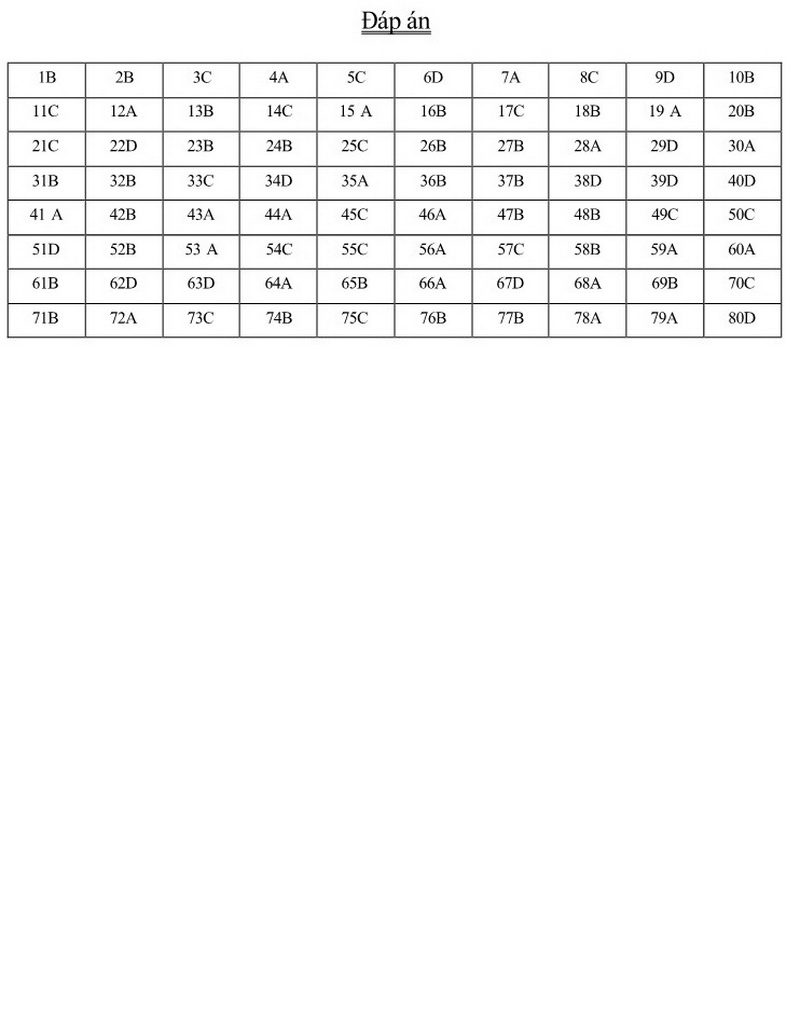 Đáp án
1B 2B 3C 4A 5C 6D 7A 8C 9D 10B
11C 12A 13B 14C 15 A 16B 17C 18B 19 A 20B
21C 22D 23B 24B 25C 26B 27B 28A 29D 30A
31B 32B 33C 34D 35A 36B 37B 38D 39D 40D
41 A 42B 43A 44A 45C 46A 47B 48B 49C 50C
51D 52B 53 A 54C 55C 56A 57C 58B 59A 60A
61B 62D 63D 64A 65B 66A 67D 68A 69B 70C
71B 72A 73C 74B 75C 76B 77B 78A 79A 80D